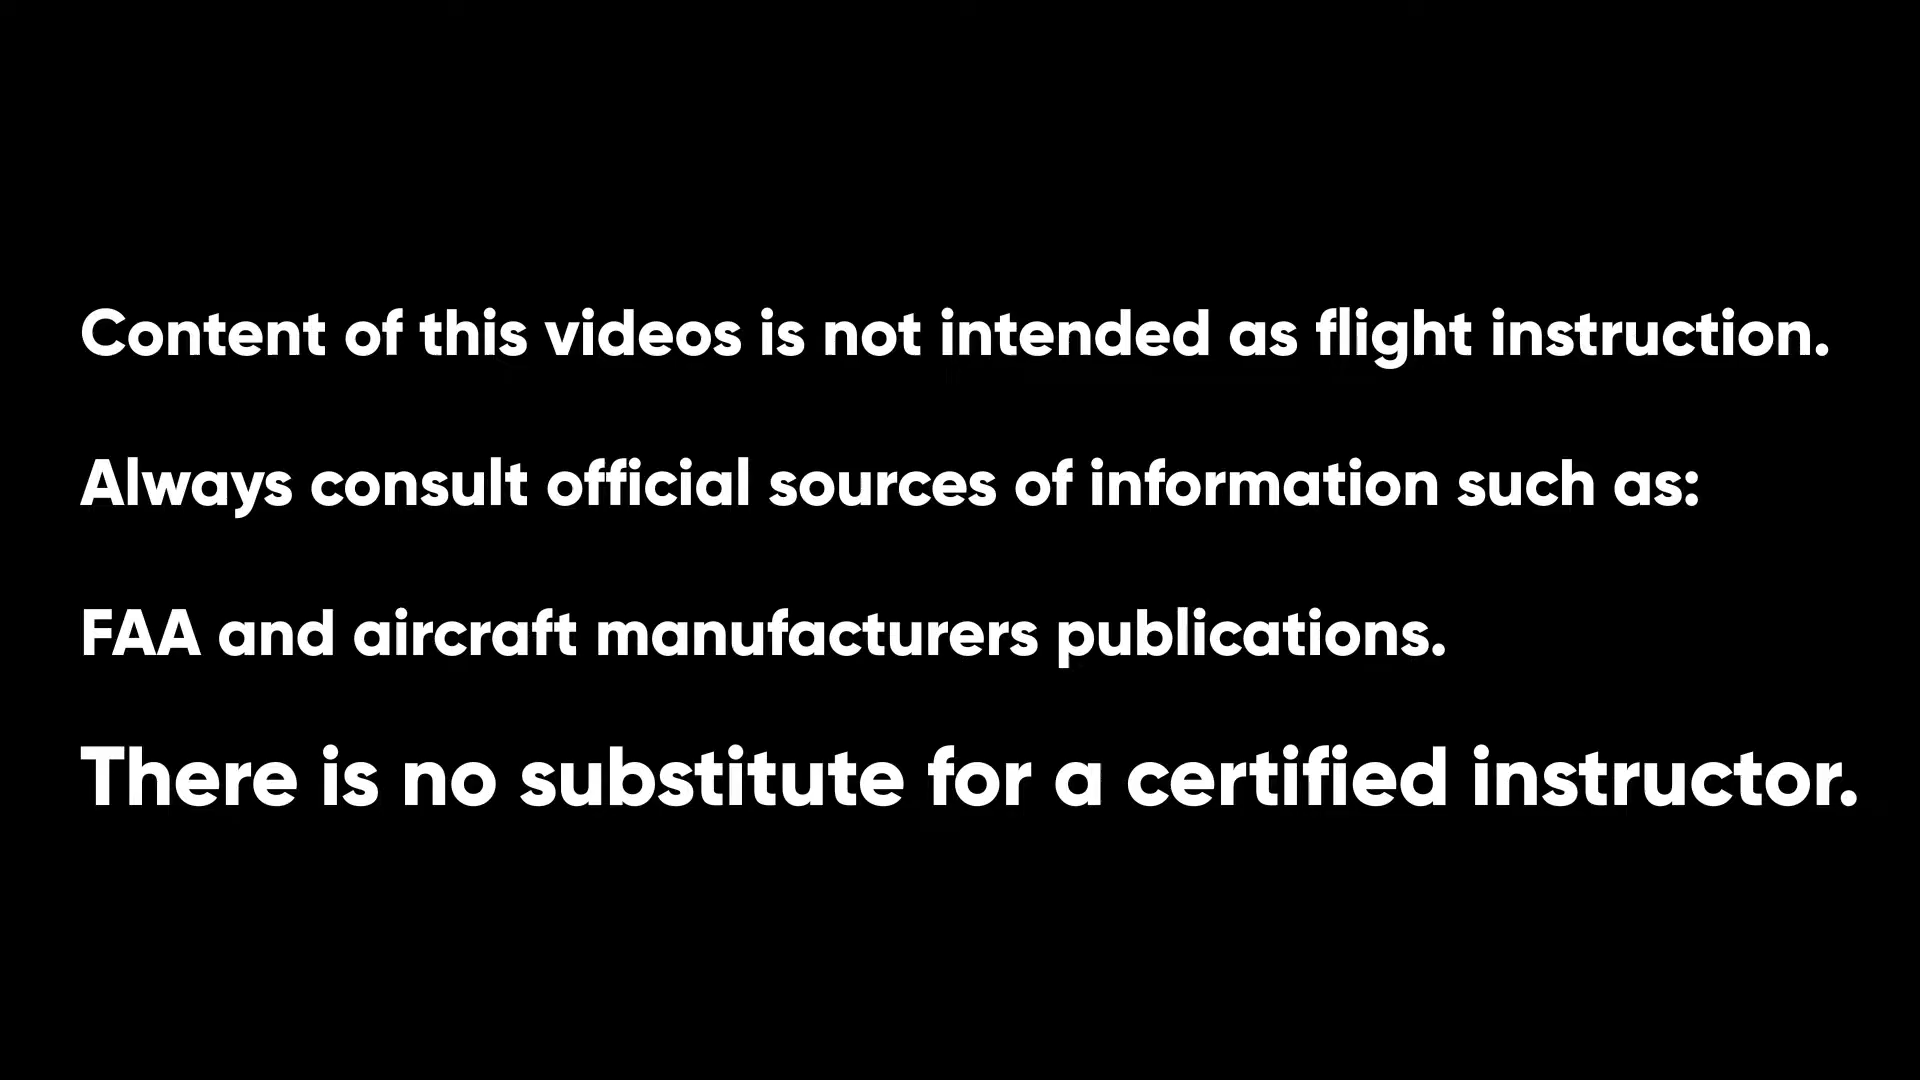 Content of this videos is not intended as flight instruction.
Always consult official sources of information such as:
FAA and aircraft manufacturers publications.
There is no substitute for a certified instructor.